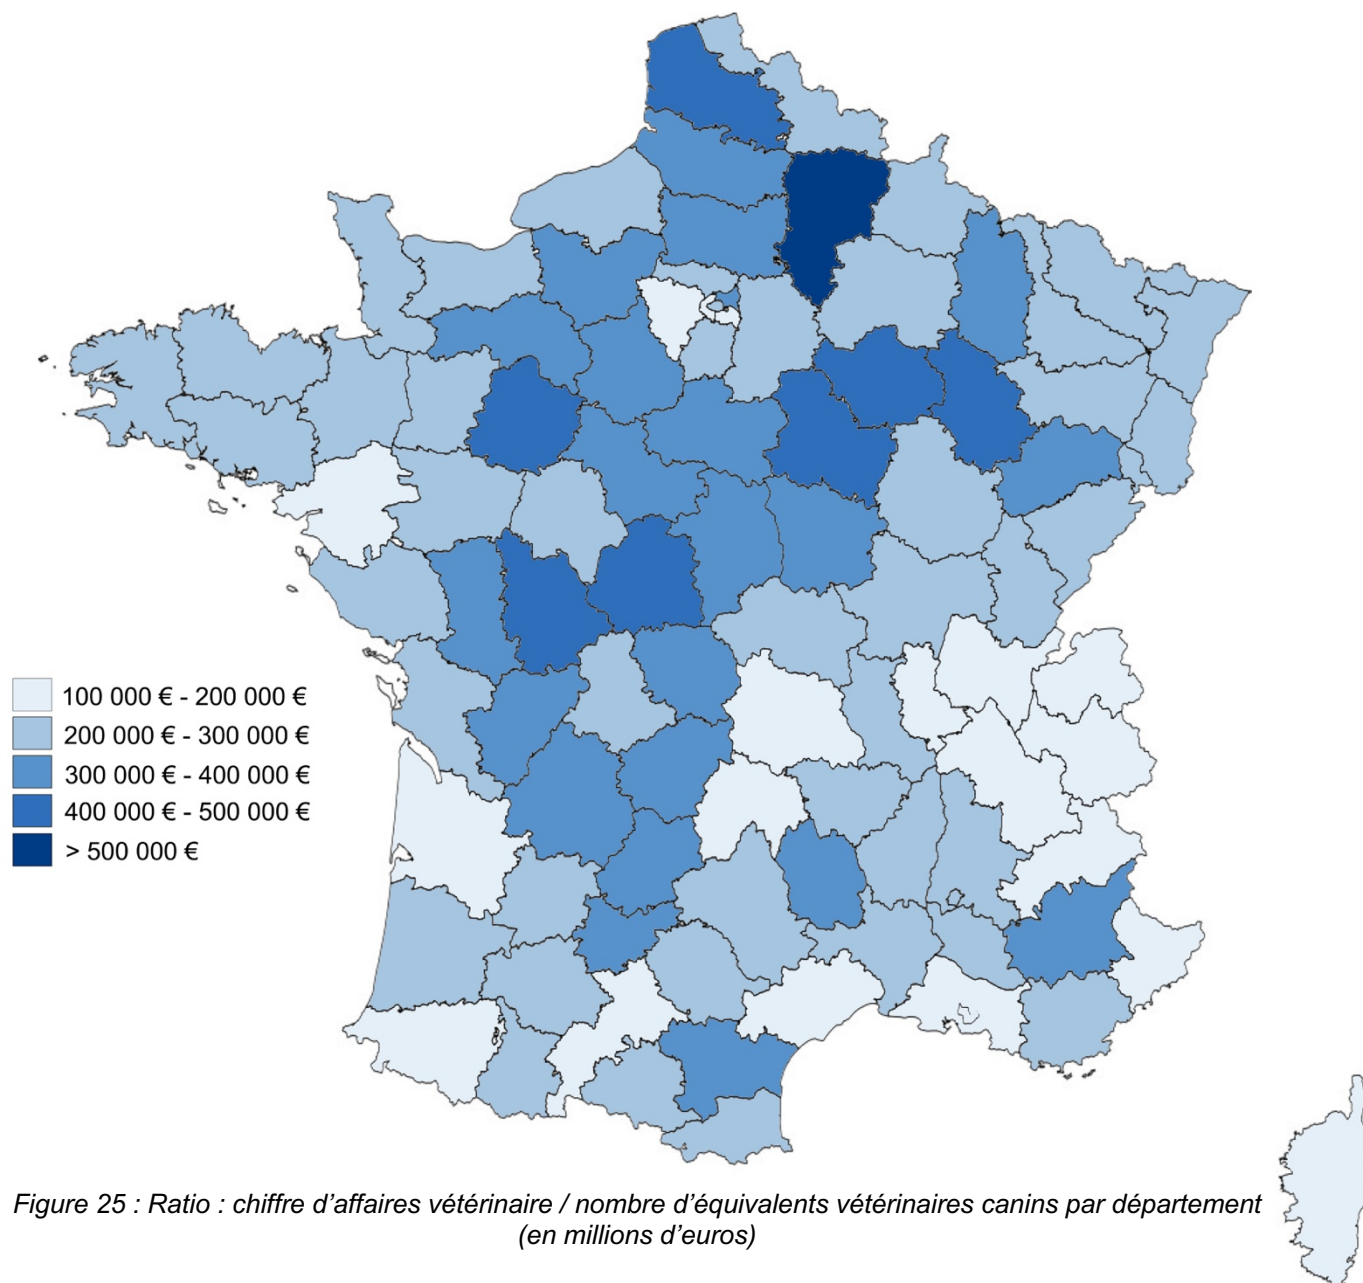 100 000 € - 200 000 €
200 000 € - 300 000 €
300 000 € - 400 000 €
400 000 € - 500 000 €
> 500 000 €
Figure 25 : Ratio : chiffre d’affaires vétérinaire / nombre d’équivalents vétérinaires canins par département
(en millions d’euros)